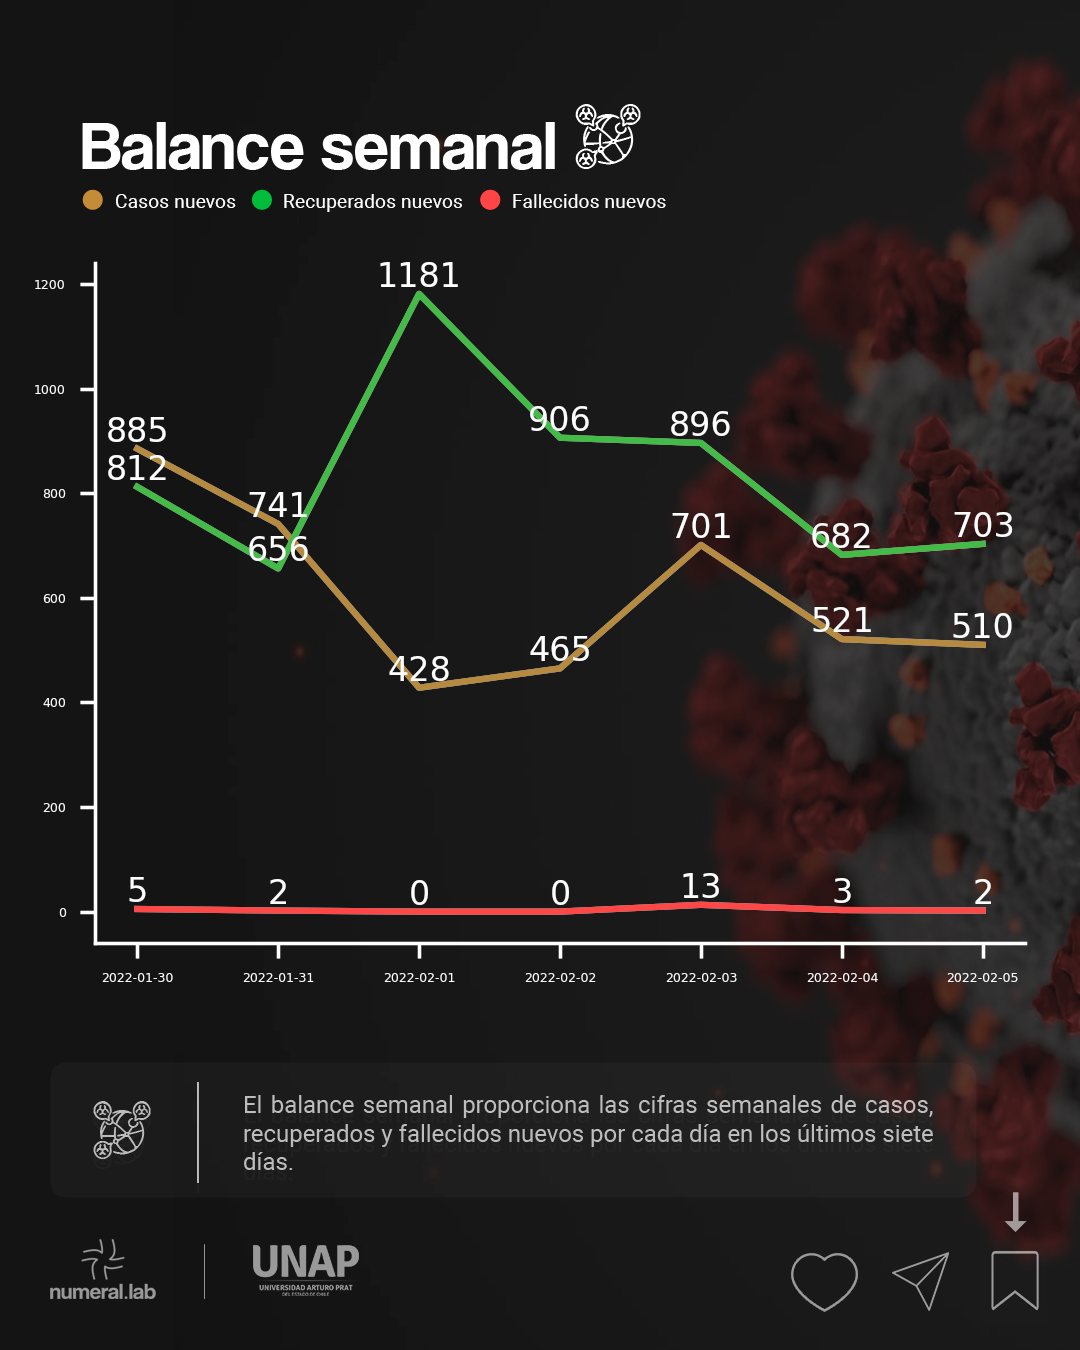 Balance semanal
Casos nuevos Recuperados nuevos Fallecidos nuevos
1200
1000
800
600
400
200
0
1181
885
812
906
896
741
656
701
682
703
428
465
521
510
5 2 0 0 13 3 2
2022-01-30 2022-01-31 2022-02-01 2022-02-02 2022-02-03 2022-02-04 2022-02-05
El balance semanal proporciona las cifras semanales de casos,
recuperados y fallecidos nuevos por cada día en los últimos siete
días.
numeral.lab
UNAP
UNIVERSIDAD ARTURO PRAT
DEL ESTADO DE CHILE